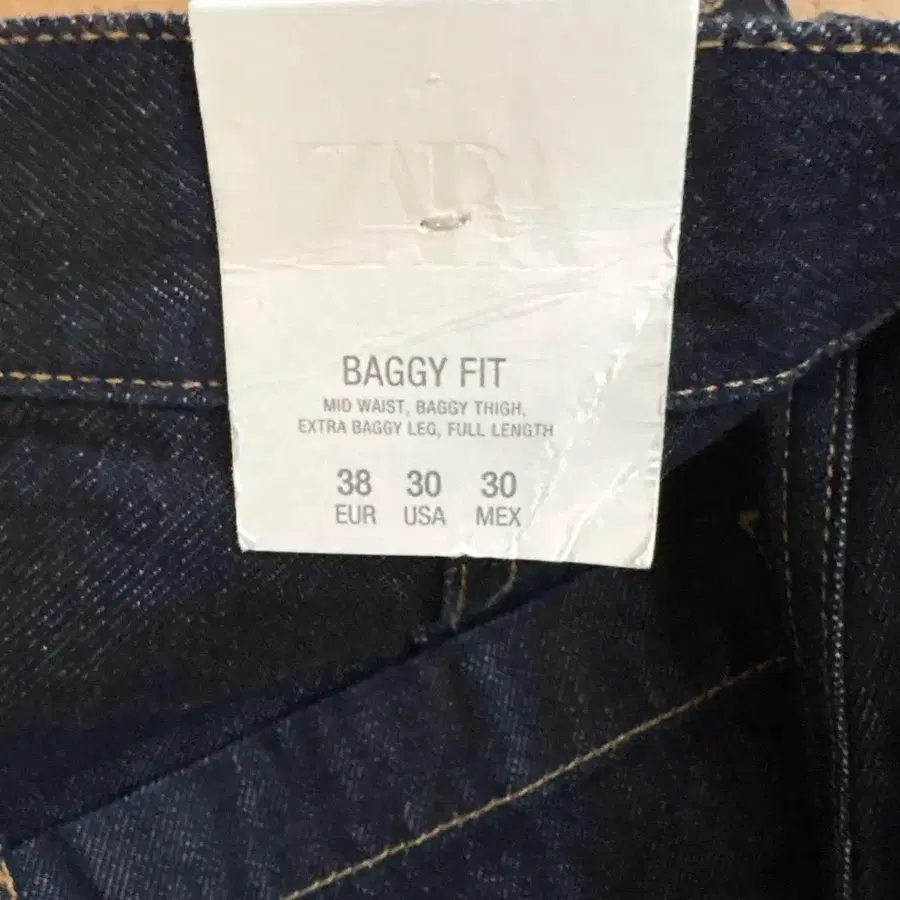 ZARA
BAGGY FIT
MID WAIST, BAGGY THIGH,
EXTRA BAGGY LEG, FULL LENGTH
38 30 30
EUR USA MEX